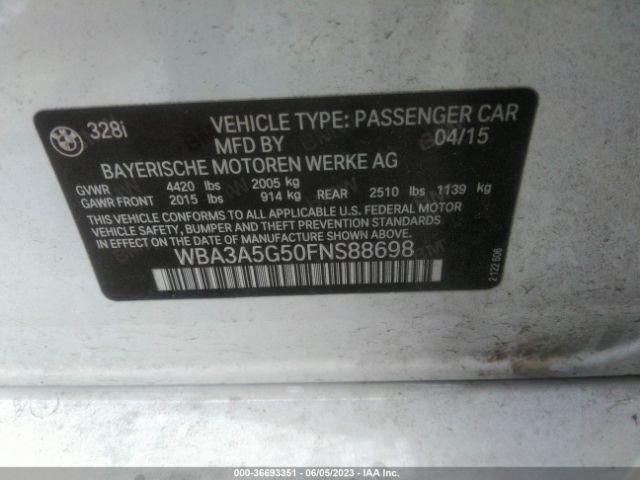 328i VEHICLE TYPE: PASSENGER CAR
MFD BY 04/15
BAYERISCHE MOTOREN WERKE AG
GVWR 4420 lbs 2005 kg
GAWR FRONT 2015 lbs 914 kg REAR 2510 lbs 1139 kg
THIS VEHICLE CONFORMS TO ALL APPLICABLE U.S. FEDERAL MOTOR
VEHICLE SAFETY, BUMPER AND THEFT PREVENTION STANDARDS
IN EFFECT ON THE DATE OF MANUFACTURE SHOWN ABOVE.
WBA3A5G50FNS88698
2 122 606
000-36693351 / 06/05/2023 - IAA Inc.